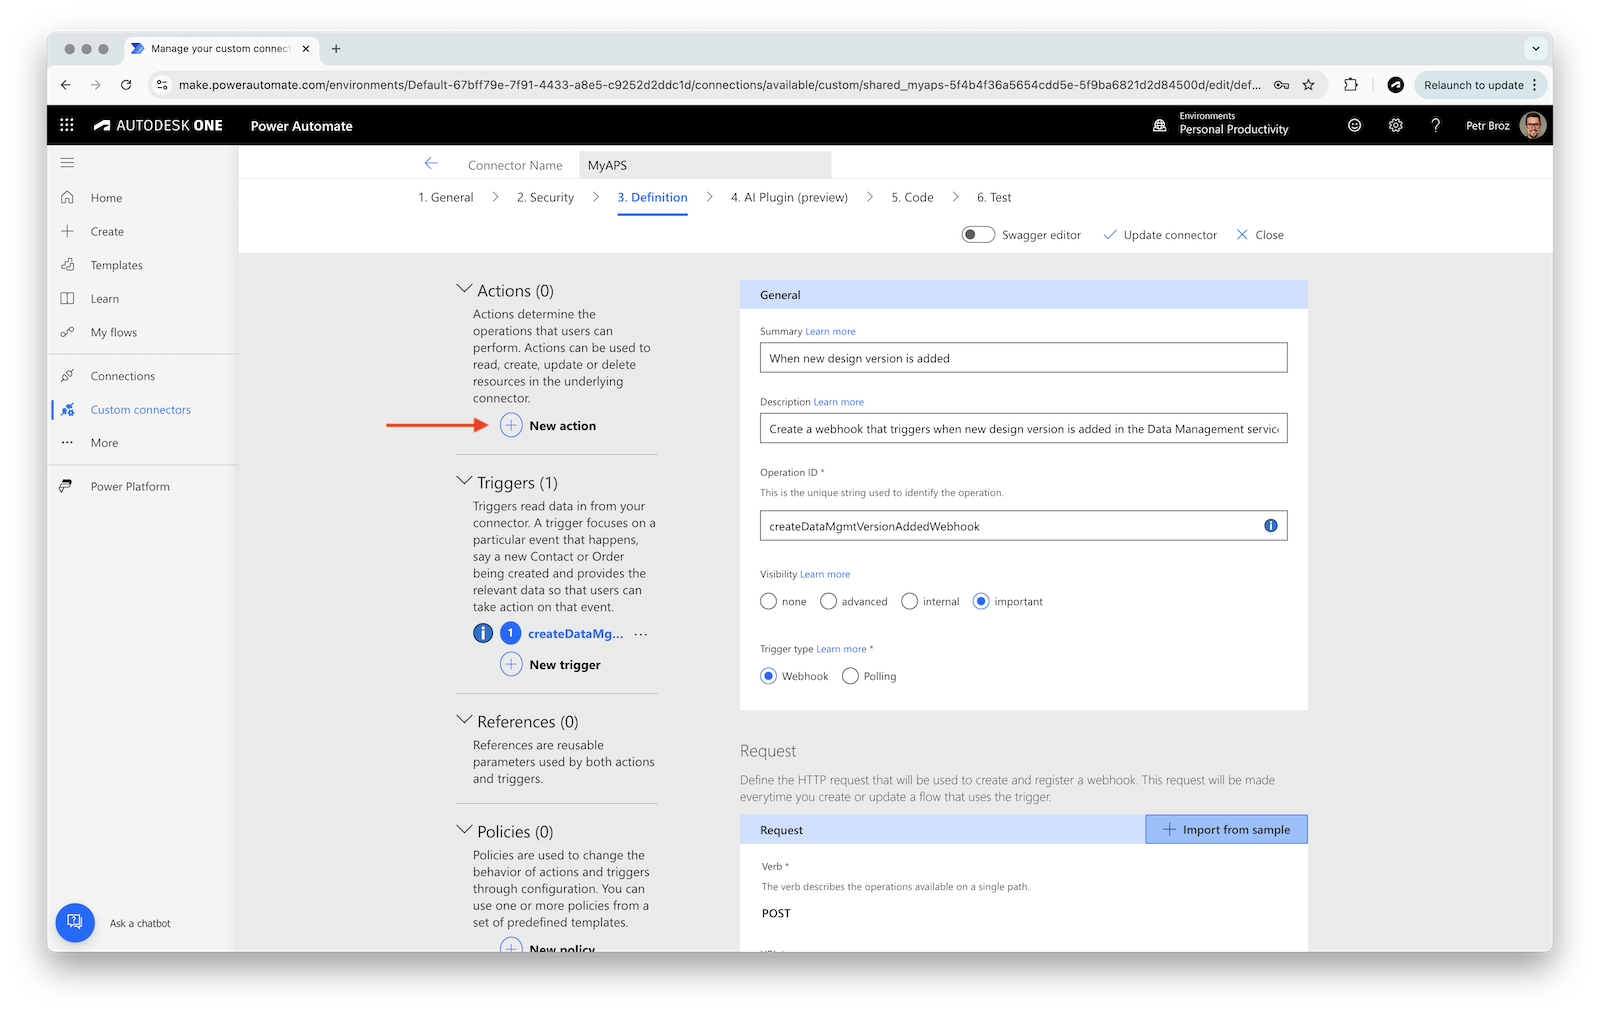 Manage your custom connect
make.powerautomate.com/environments/Default-67bff79e-7f91-4433-a8e5-c9252d2ddc1d/connections/available/custom/shared_myaps-5f4b4f36a5654cdd5e-5f9ba6821d2d84500d/edit/def...
Relaunch to update
AUTODESK ONE
Power Automate
Environments
Personal Productivity
Petr Broz
Home
Create
Templates
Learn
My flows
Connections
Custom connectors
More
Power Platform
Ask a chatbot
Connector Name
MyAPS
1. General
2. Security
3. Definition
4. AI Plugin (preview)
5. Code
6. Test
Swagger editor
Update connector
Close
Actions (0)
Actions determine the
operations that users can
perform. Actions can be used to
read, create, update or delete
resources in the underlying
connector.
New action
Triggers (1)
Triggers read data in from your
connector. A trigger focuses on a
particular event that happens,
say a new Contact or Order
being created and provides the
relevant data so that users can
take action on that event.
1 createDataMg... ...
New trigger
References (0)
References are reusable
parameters used by both actions
and triggers.
Policies (0)
Policies are used to change the
behavior of actions and triggers
through configuration. You can
use one or more policies from a
set of predefined templates.
New policy
General
Summary Learn more
When new design version is added
Description Learn more
Create a webhook that triggers when new design version is added in the Data Management servic
Operation ID *
This is the unique string used to identify the operation.
createDataMgmtVersionAddedWebhook
Visibility Learn more
none advanced internal important
Trigger type Learn more *
Webhook Polling
Request
Define the HTTP request that will be used to create and register a webhook. This request will be made
everytime you create or update a flow that uses the trigger.
Request
Import from sample
Verb *
The verb describes the operations available on a single path.
POST